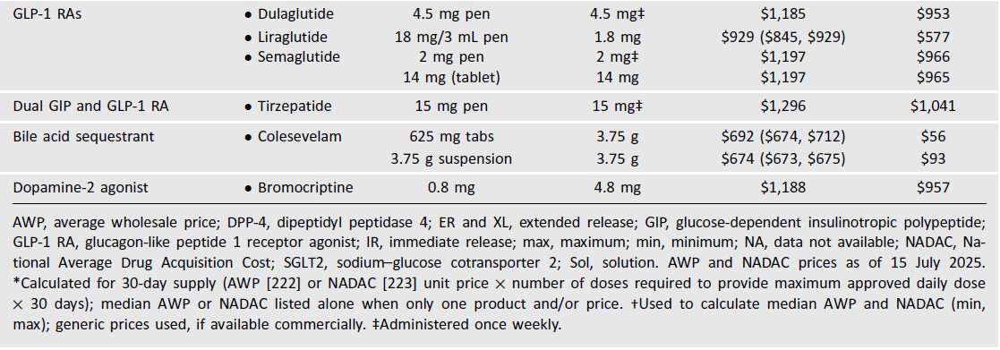 GLP-1 RAs ● Dulaglutide 4.5 mg pen 4.5 mg‡ $1,185 $953
● Liraglutide 18 mg/3 mL pen 1.8 mg $929 ($845, $929) $577
● Semaglutide 2 mg pen 2 mg‡ $1,197 $966
14 mg (tablet) 14 mg $1,197 $965
Dual GIP and GLP-1 RA ● Tirzepatide 15 mg pen 15 mg‡ $1,296 $1,041
Bile acid sequestrant ● Colesevelam 625 mg tabs 3.75 g $692 ($674, $712) $56
3.75 g suspension 3.75 g $674 ($673, $675) $93
Dopamine-2 agonist ● Bromocriptine 0.8 mg 4.8 mg $1,188 $957
AWP, average wholesale price; DPP-4, dipeptidyl peptidase 4; ER and XL, extended release; GIP, glucose-dependent insulinotropic polypeptide;
GLP-1 RA, glucagon-like peptide 1 receptor agonist; IR, immediate release; max, maximum; min, minimum; NA, data not available; NADAC, Na-
tional Average Drug Acquisition Cost; SGLT2, sodium–glucose cotransporter 2; Sol, solution. AWP and NADAC prices as of 15 July 2025.
*Calculated for 30-day supply (AWP [222] or NADAC [223] unit price × number of doses required to provide maximum approved daily dose
× 30 days); median AWP or NADAC listed alone when only one product and/or price. †Used to calculate median AWP and NADAC (min,
max); generic prices used, if available commercially. ‡Administered once weekly.